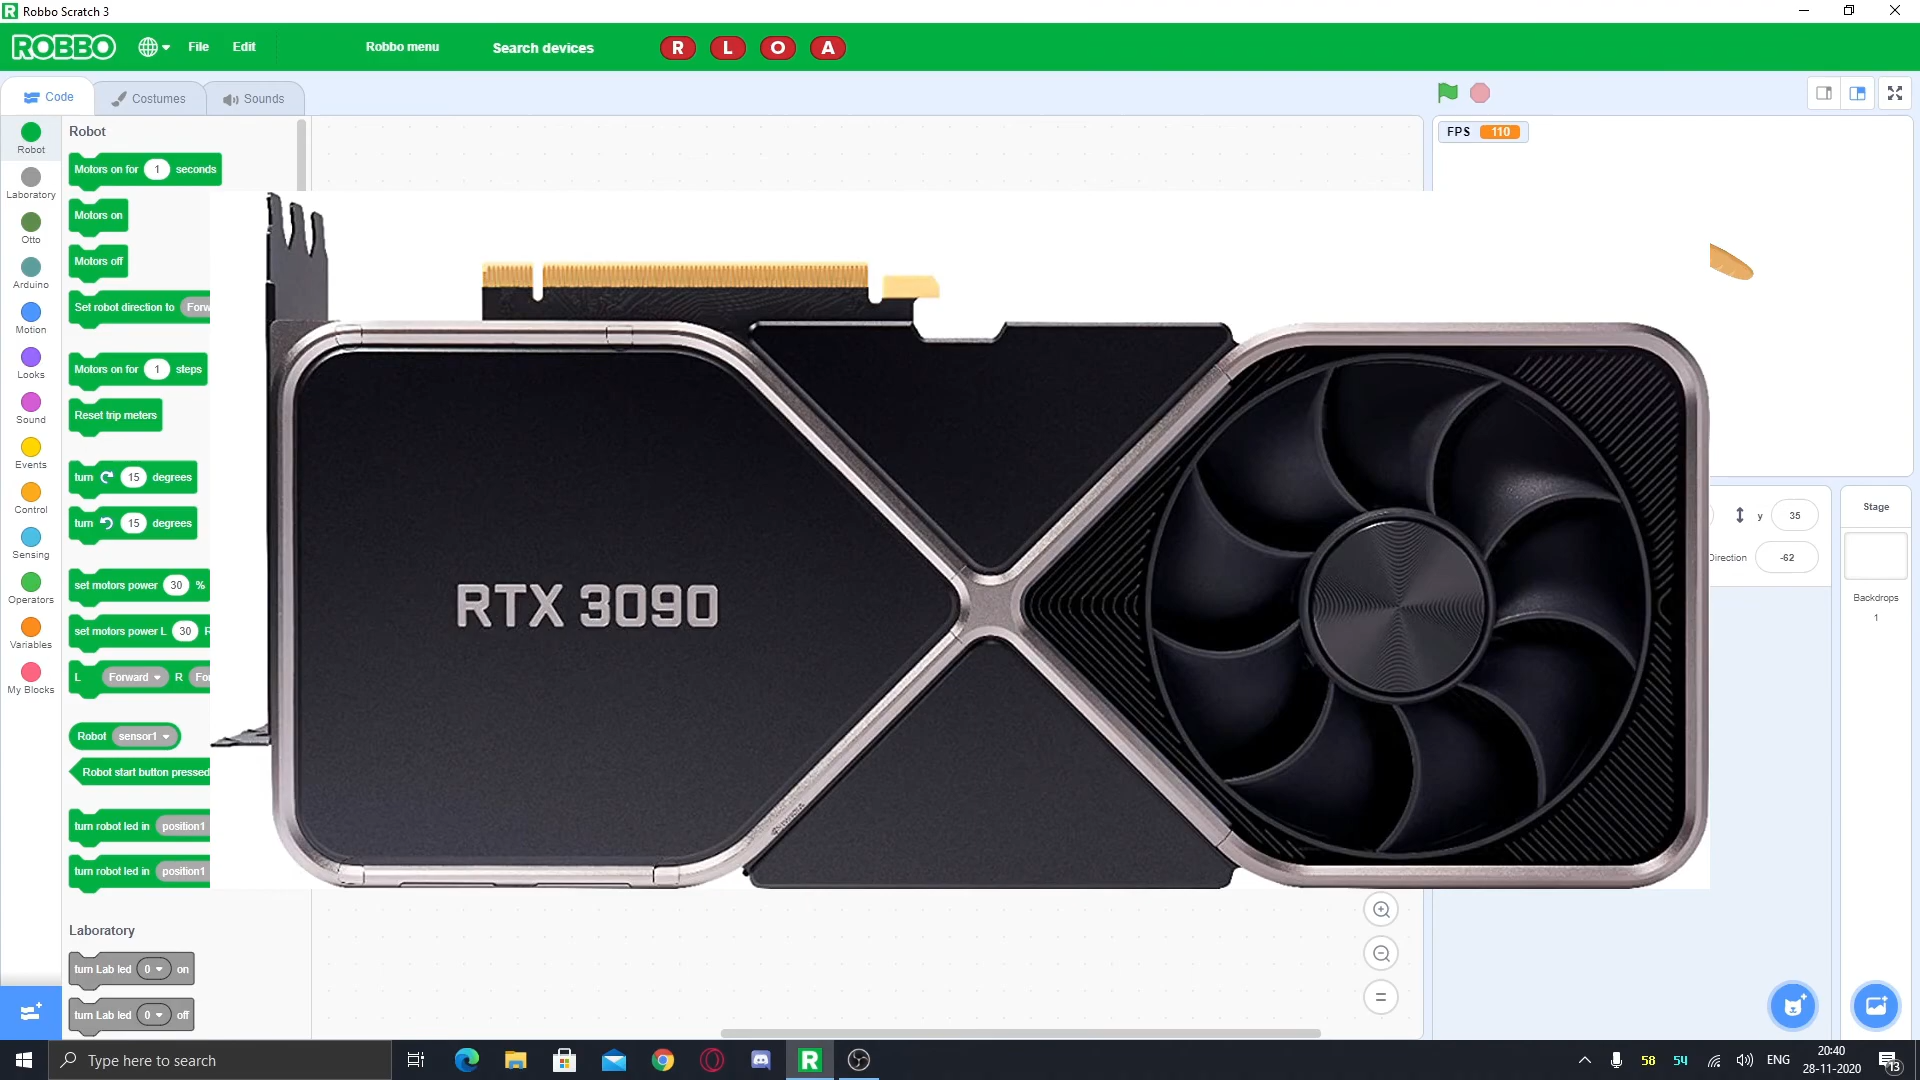 Robbo Scratch 3
ROBBO File Edit Robbo menu Search devices R L O A
Code Costumes Sounds
FPS 110
Robot
Laboratory
Otto
Arduino
Motion
Looks
Sound
Events
Control
Sensing
Operators
Variables
My Blocks
Robot
Motors on for 1 seconds
Motors on
Motors off
Set robot direction to Forw
Motors on for 1 steps
Reset trip meters
turn 15 degrees
turn 15 degrees
set motors power 30 %
set motors power L 30 R
L Forward R For
Robot sensor1
Robot start button pressed
turn robot led in position1
turn robot led in position1
Laboratory
turn Lab led 0 on
turn Lab led 0 off
RTX 3090
y 35
Direction -62
Stage
Backdrops
1
Type here to search
R
58 54 ENG
20:40
28-11-2020
13